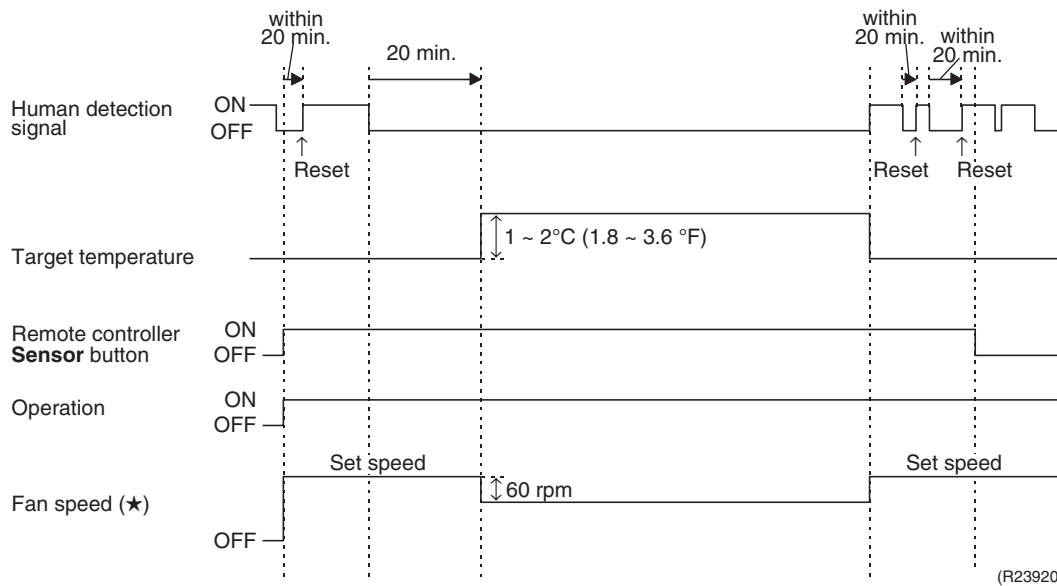 within
20 min.
20 min.
within
20 min.
within
20 min.
Human detection
signal
ON
OFF
Reset
Reset
Reset
Target temperature
1 ~ 2°C (1.8 ~ 3.6 °F)
Remote controller
Sensor button
ON
OFF
Operation
ON
OFF
Set speed
Set speed
Fan speed (★)
60 rpm
OFF
(R23920